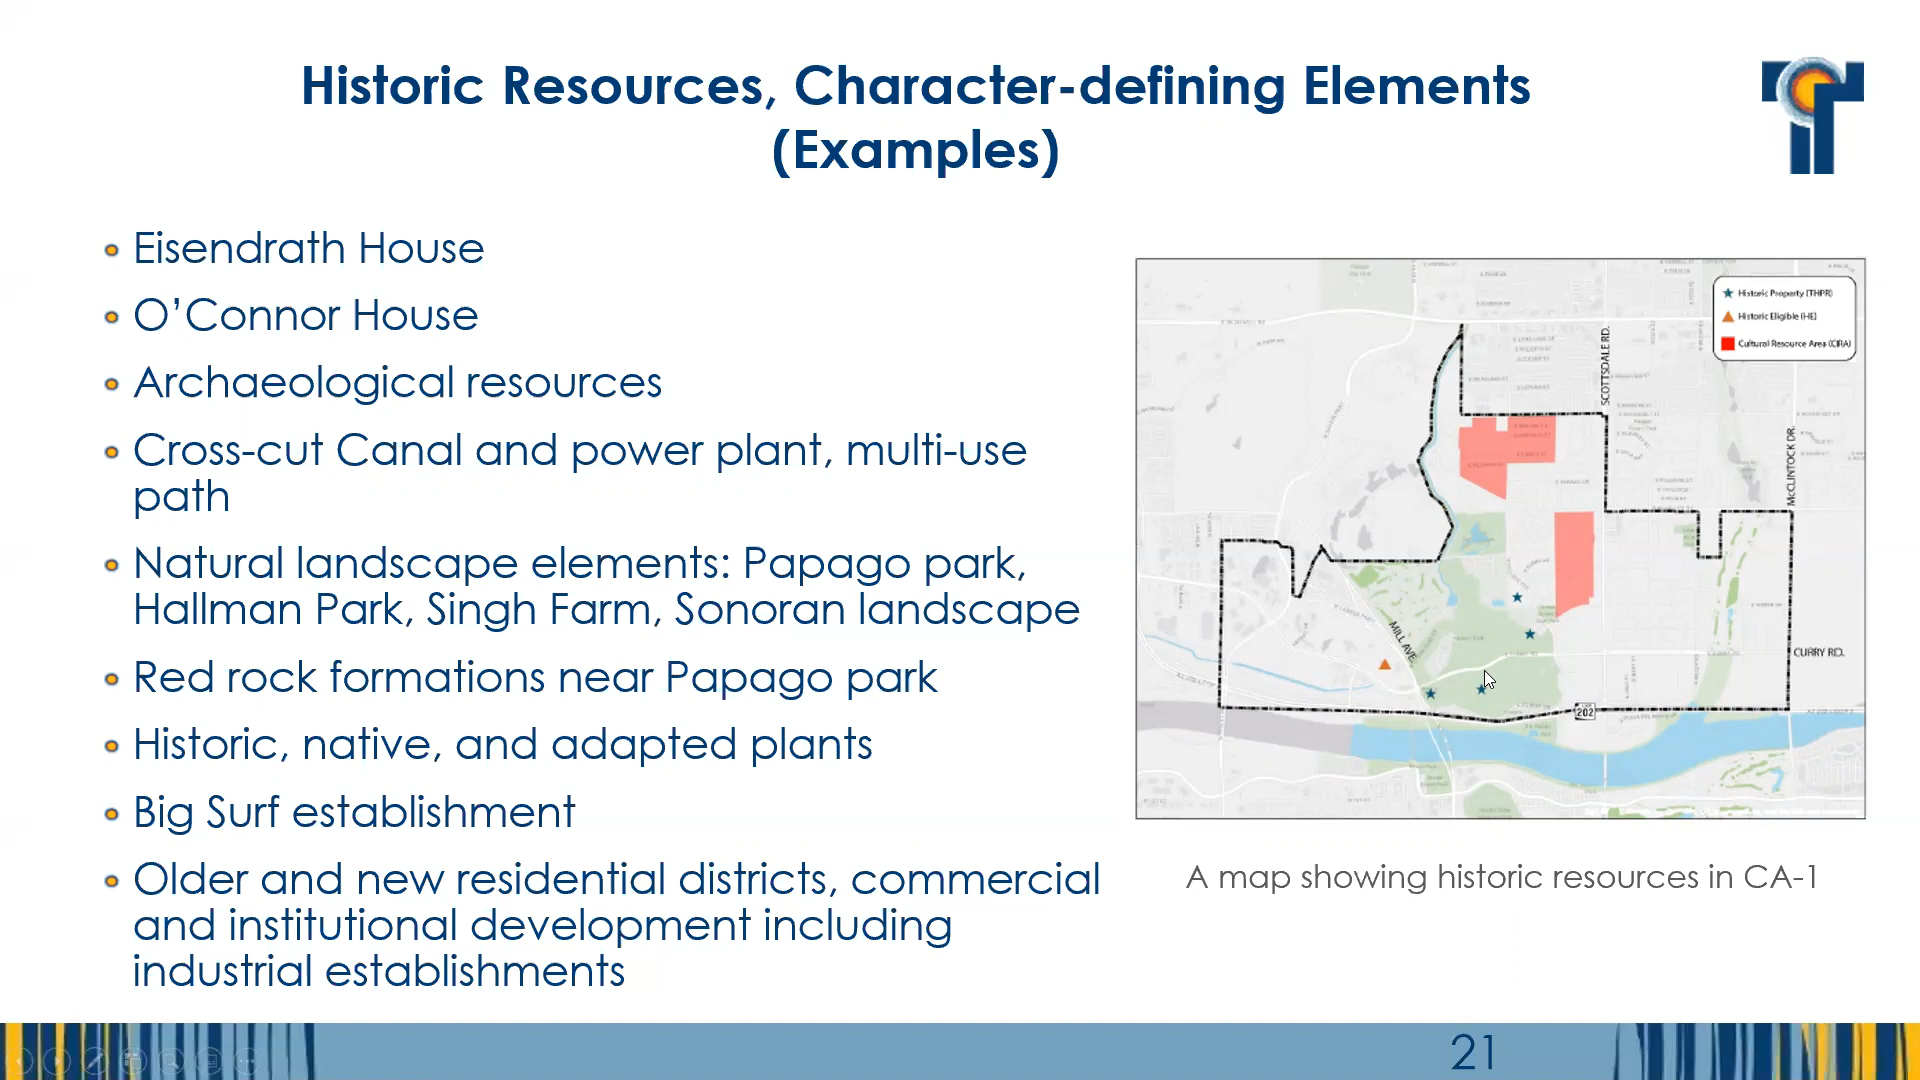 Historic Resources, Character-defining Elements
(Examples)
Eisendrath House
O'Connor House
Archaeological resources
Cross-cut Canal and power plant, multi-use
path
Natural landscape elements: Papago park,
Hallman Park, Singh Farm, Sonoran landscape
Red rock formations near Papago park
Historic, native, and adapted plants
Big Surf establishment
Older and new residential districts, commercial
and institutional development including
industrial establishments
Historic Property (THPR)
Historic Eligible (HE)
Cultural Resource Area (CRA)
SCOTTSDALE RD.
McCLINTOCK DR.
MILL AVE.
CURRY RD.
202
A map showing historic resources in CA-1
21